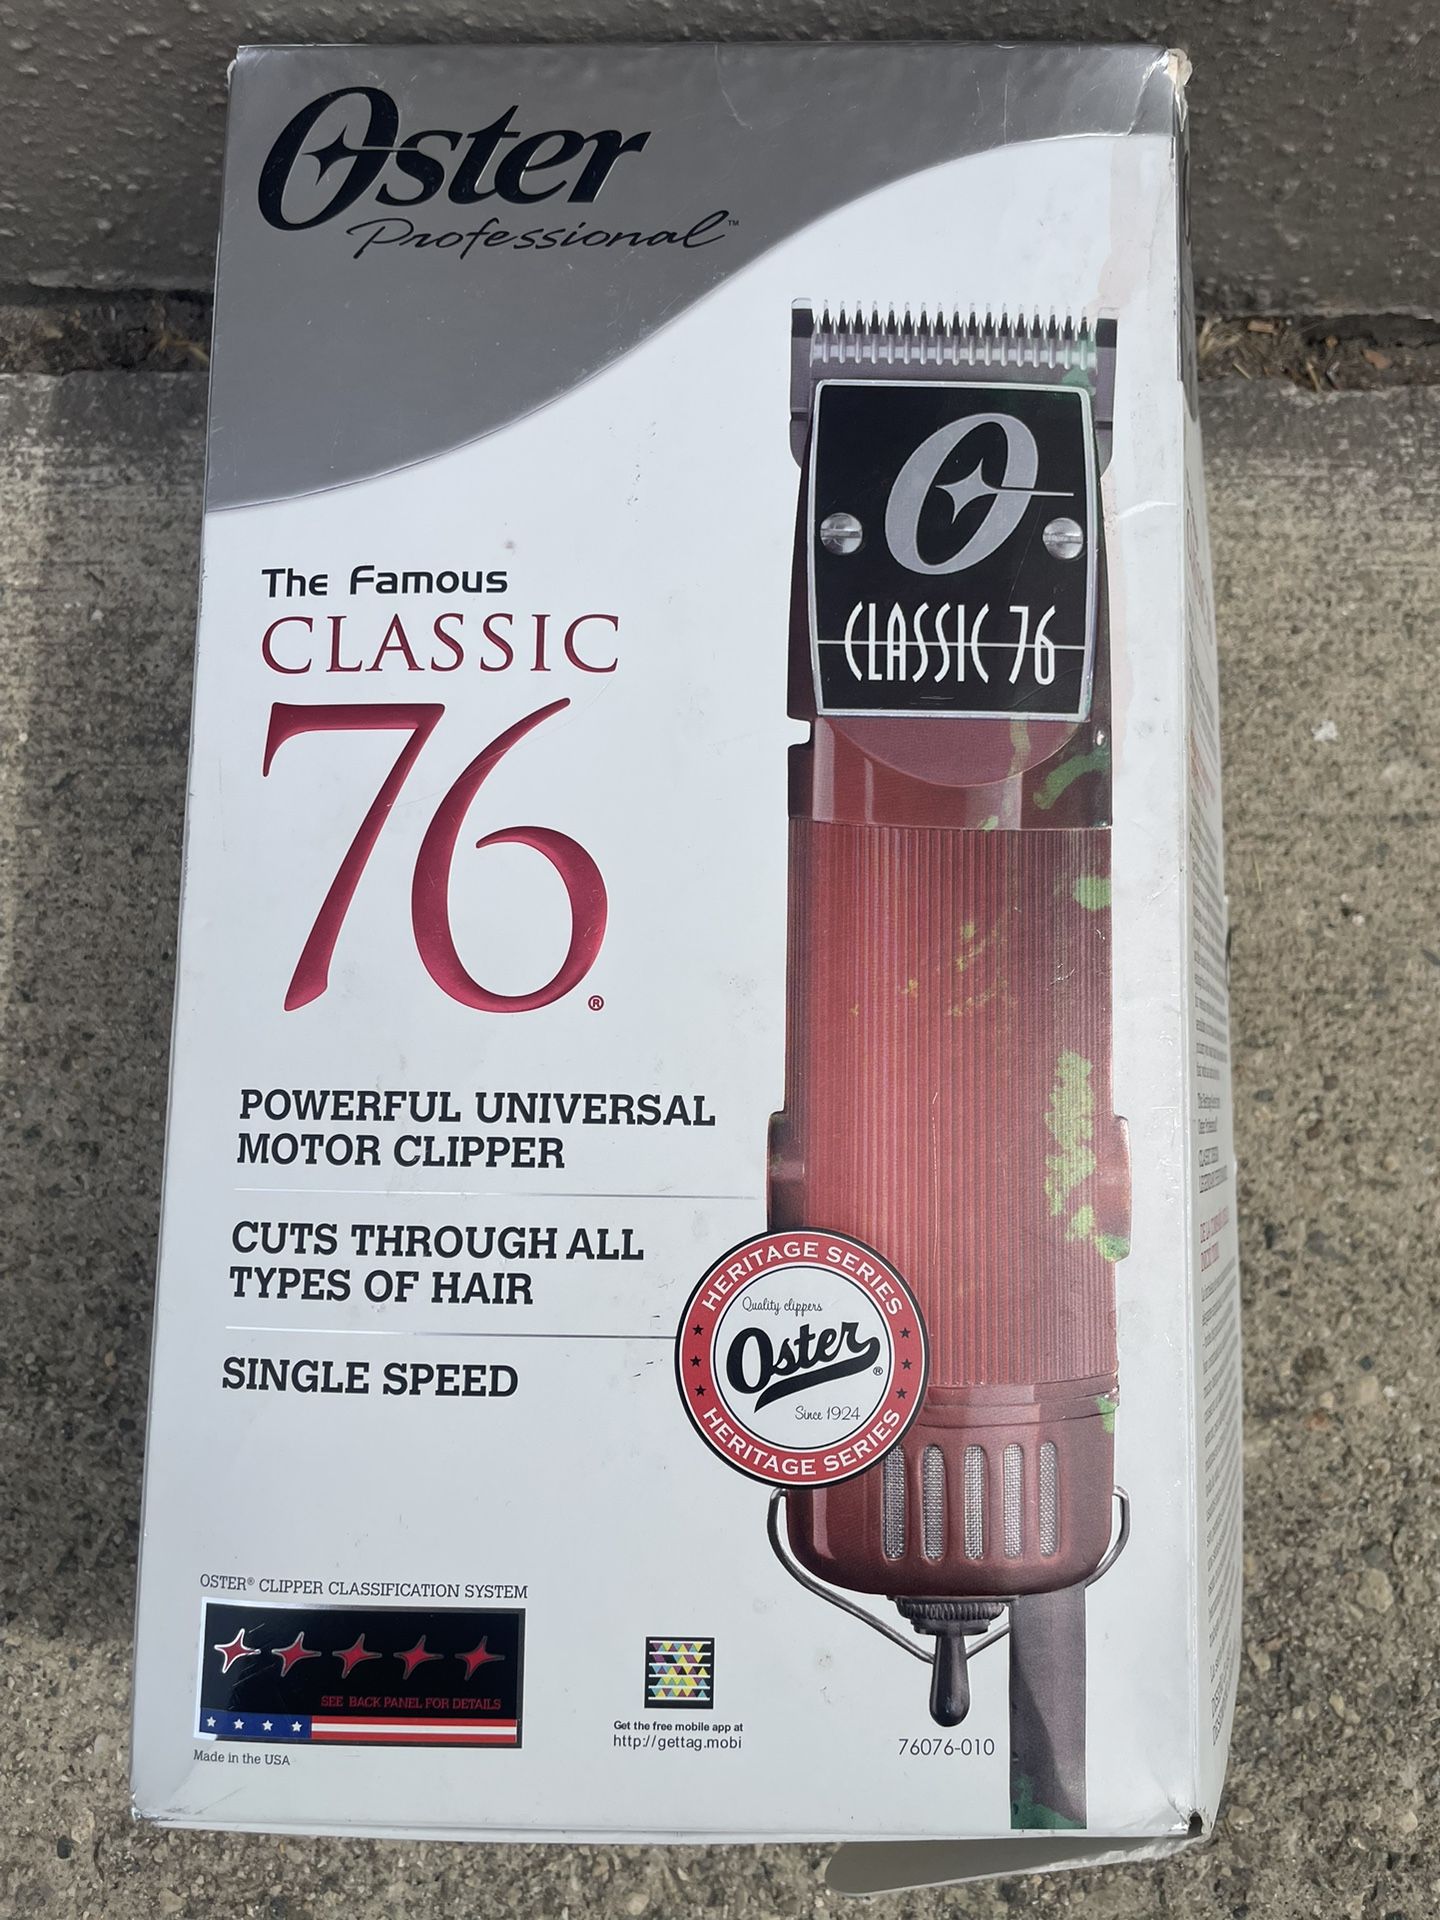 Oster
Professional™
The Famous
CLASSIC
76®
POWERFUL UNIVERSAL
MOTOR CLIPPER
CUTS THROUGH ALL
TYPES OF HAIR
SINGLE SPEED
O
CLASSIC 76
HERITAGE SERIES
Quality clippers
Oster®
Since 1924
HERITAGE SERIES
OSTER® CLIPPER CLASSIFICATION SYSTEM
SEE BACK PANEL FOR DETAILS
Made in the USA
Get the free mobile app at
http://gettag.mobi
76076-010